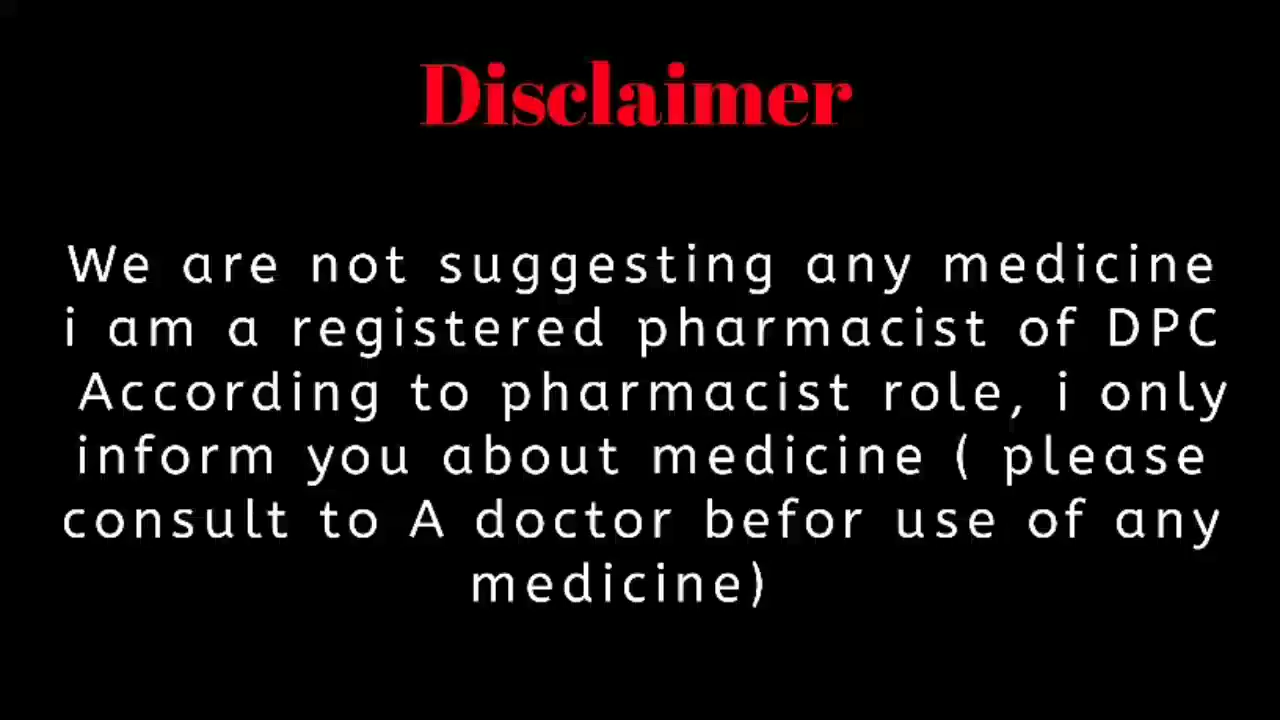 Disclaimer
We are not suggesting any medicine
i am a registered pharmacist of DPC
According to pharmacist role, i only
inform you about medicine ( please
consult to A doctor befor use of any
medicine)